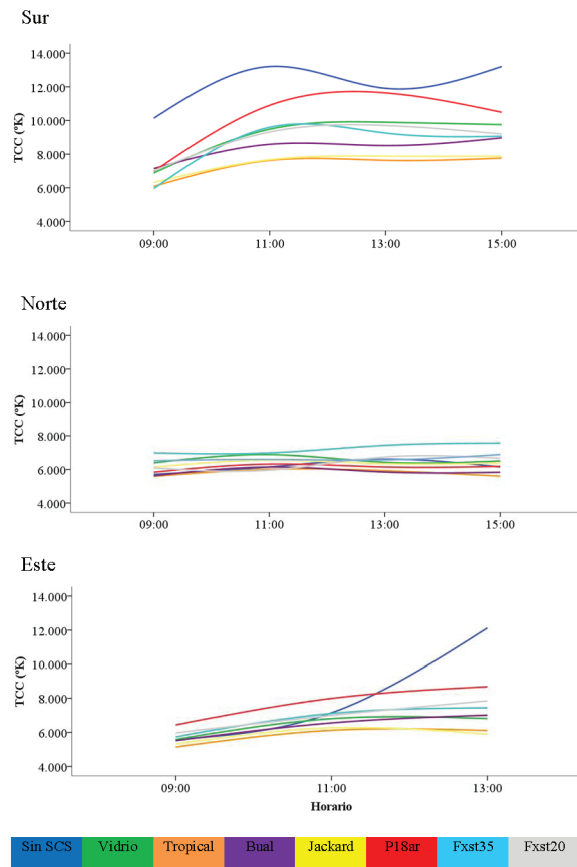 Sur
14.000
12.000
10.000
8.000
6.000
4.000
TCC (ºK)
09:00 11:00 13:00 15:00
Norte
14.000
12.000
10.000
8.000
6.000
4.000
TCC (ºK)
09:00 11:00 13:00 15:00
Este
14.000
12.000
10.000
8.000
6.000
4.000
TCC (ºK)
09:00 11:00 13:00
Horario
Sin SCS Vidrio Tropical Bual Jackard P18ar Fxst35 Fxst20